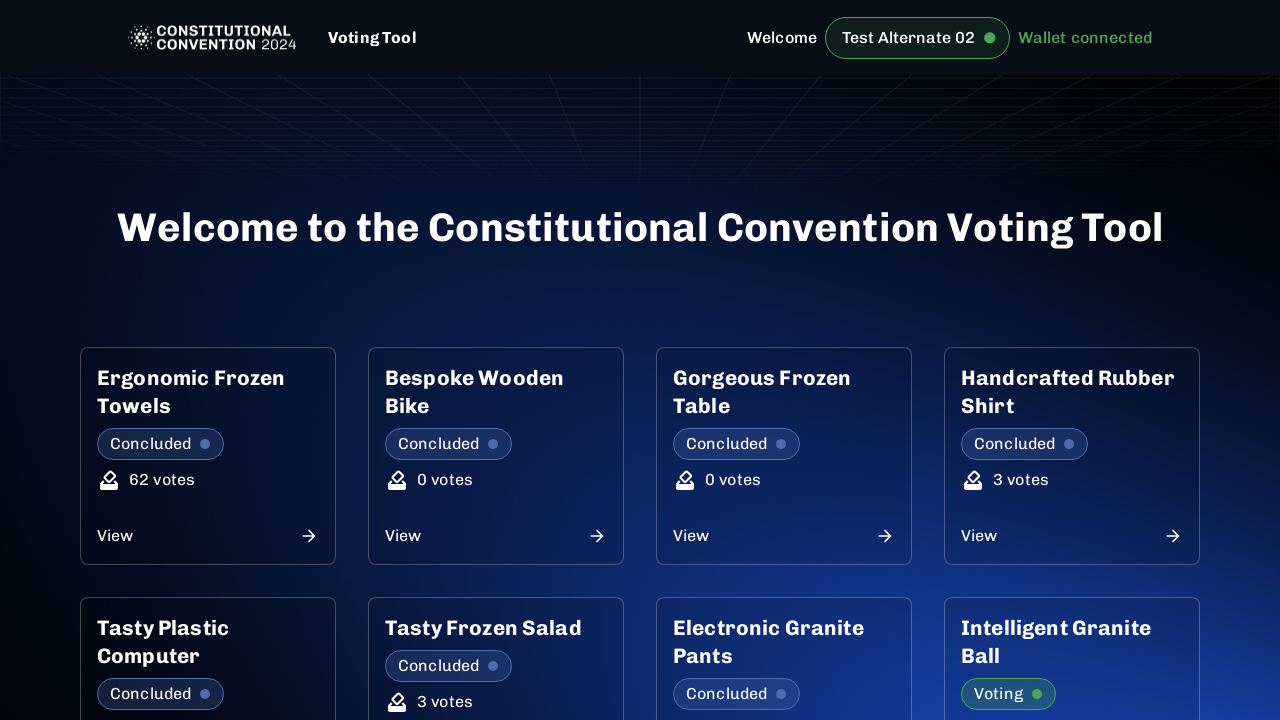 CONSTITUTIONAL
CONVENTION 2024
Voting Tool
Welcome Test Alternate 02 Wallet connected
Welcome to the Constitutional Convention Voting Tool
Ergonomic Frozen
Towels
Concluded
62 votes
View
Bespoke Wooden
Bike
Concluded
0 votes
View
Gorgeous Frozen
Table
Concluded
0 votes
View
Handcrafted Rubber
Shirt
Concluded
3 votes
View
Tasty Plastic
Computer
Concluded
Tasty Frozen Salad
Concluded
3 votes
Electronic Granite
Pants
Concluded
Intelligent Granite
Ball
Voting